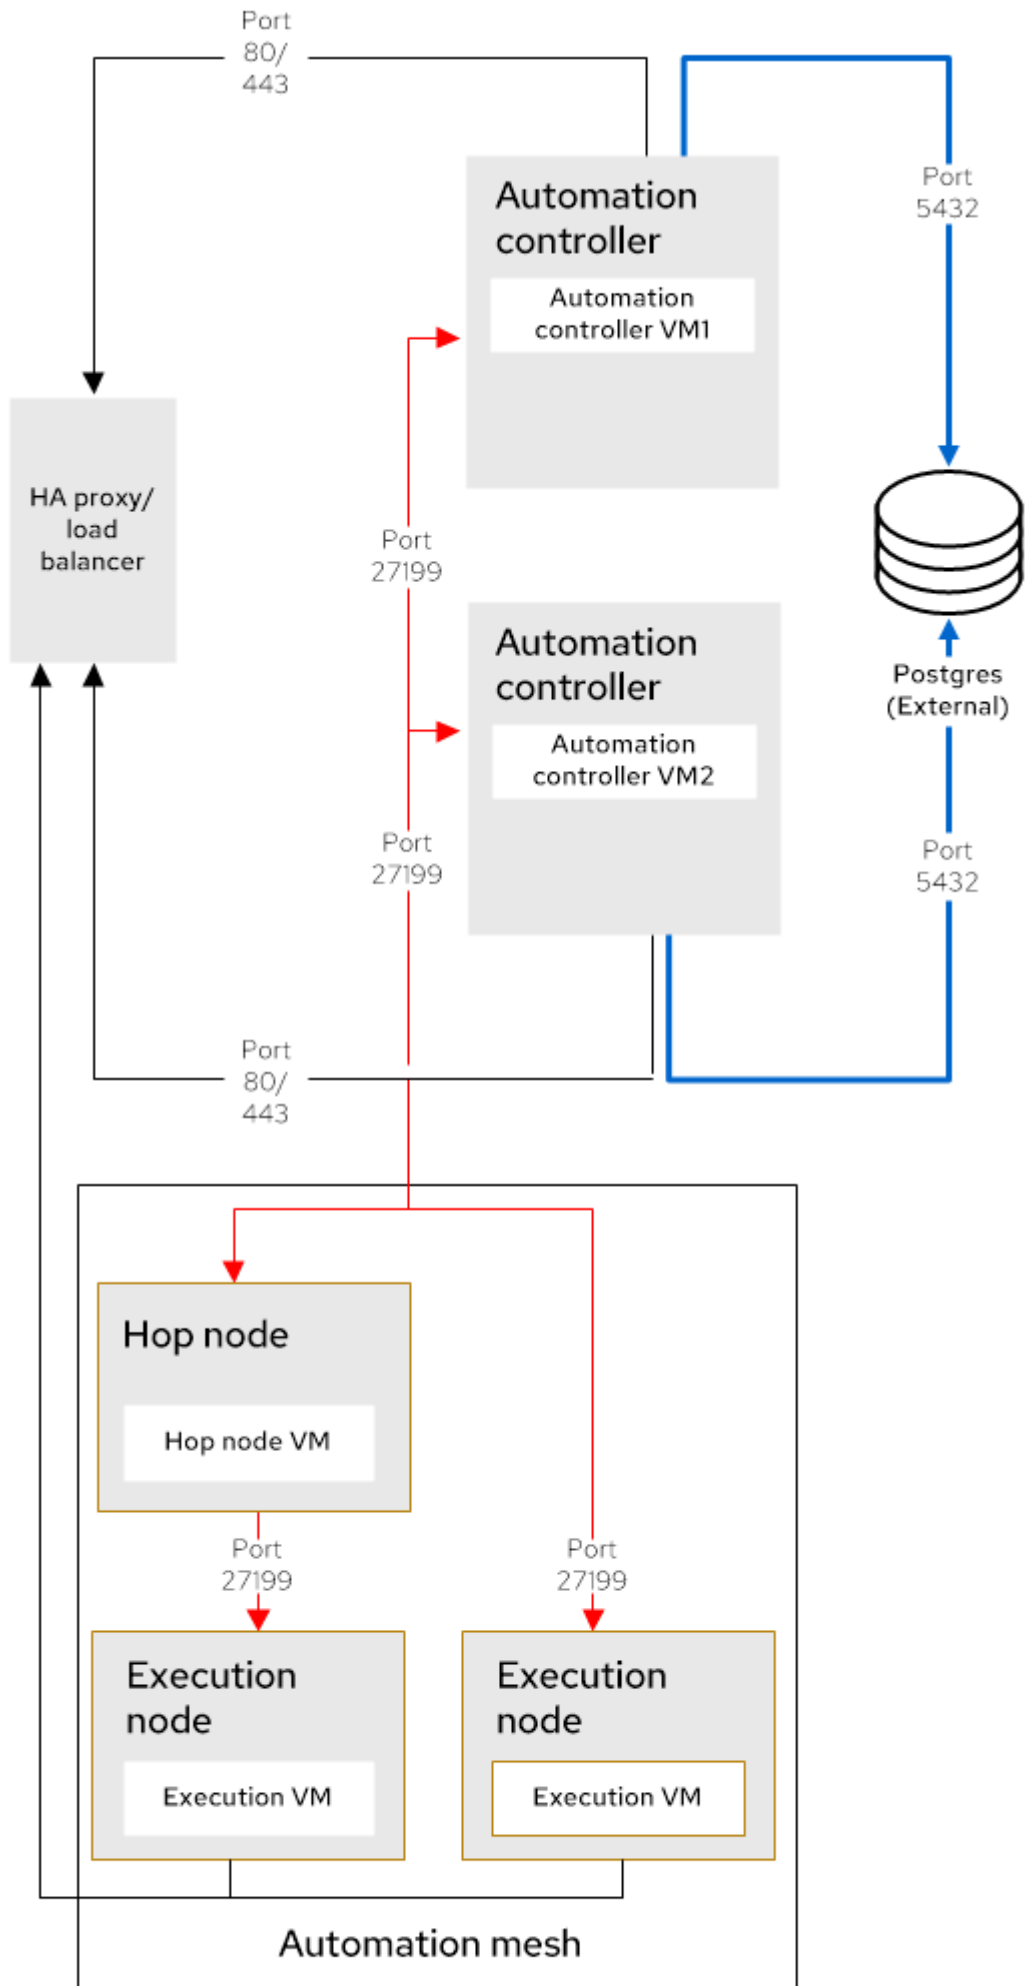 Port
80/
443
Port
5432
Automation
controller
Automation
controller VM1
HA proxy/
load
balancer
Port
27199
Automation
controller
Automation
controller VM2
Postgres
(External)
Port
27199
Port
5432
Port
80/
443
Hop node
Hop node VM
Port
27199
Port
27199
Execution
node
Execution VM
Execution
node
Execution VM
Automation mesh